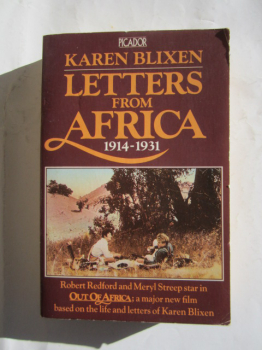 PICADOR
KAREN BLIXEN
LETTERS
FROM
AFRICA
1914-1931
Robert Redford and Meryl Streep star in
OUT OF AFRICA: a major new film
based on the life and letters of Karen Blixen